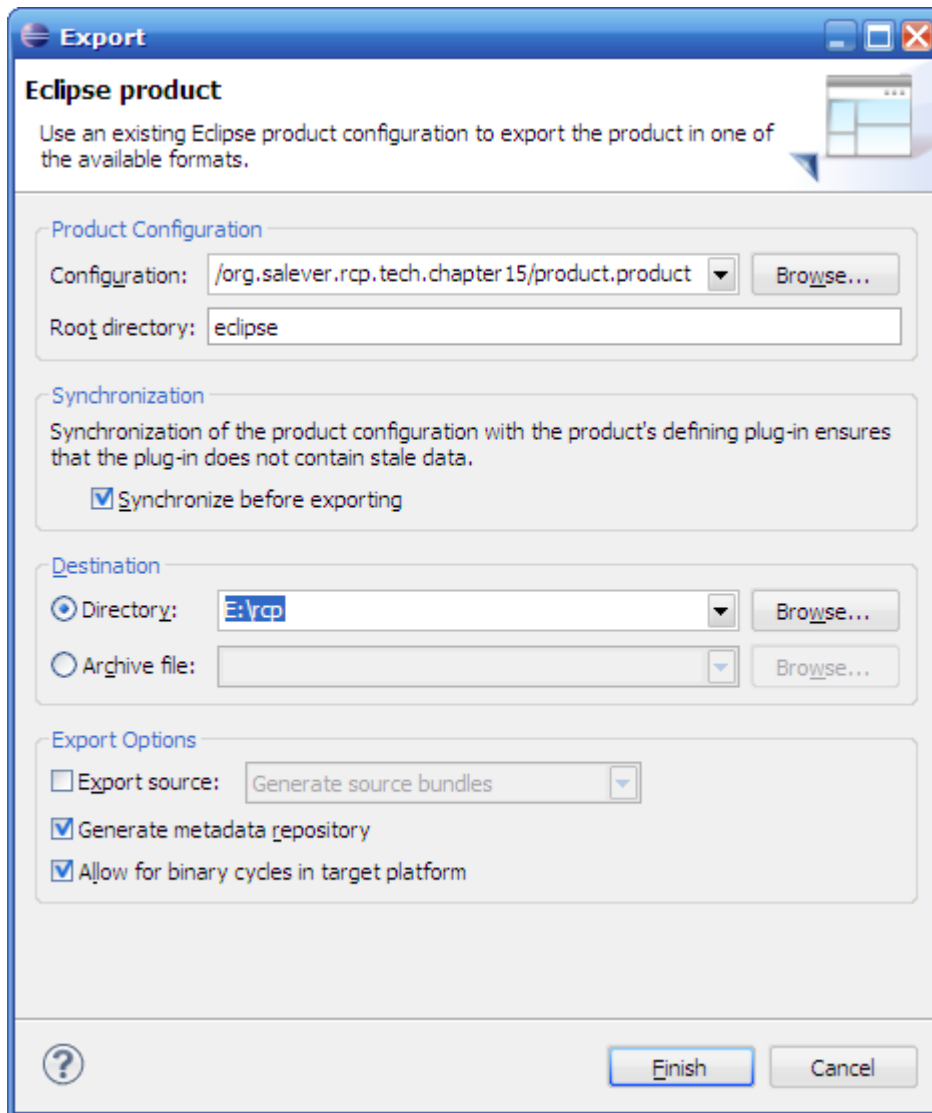 Export
Eclipse product
Use an existing Eclipse product configuration to export the product in one of
the available formats.
Product Configuration
Configuration: /org.salever.rcp.tech.chapter15/product.product Browse...
Root directory: eclipse
Synchronization
Synchronization of the product configuration with the product's defining plug-in ensures
that the plug-in does not contain stale data.
Synchronize before exporting
Destination
Directory: E:\rcp Browse...
Archive file: Browse...
Export Options
Export source: Generate source bundles
Generate metadata repository
Allow for binary cycles in target platform
? Finish Cancel